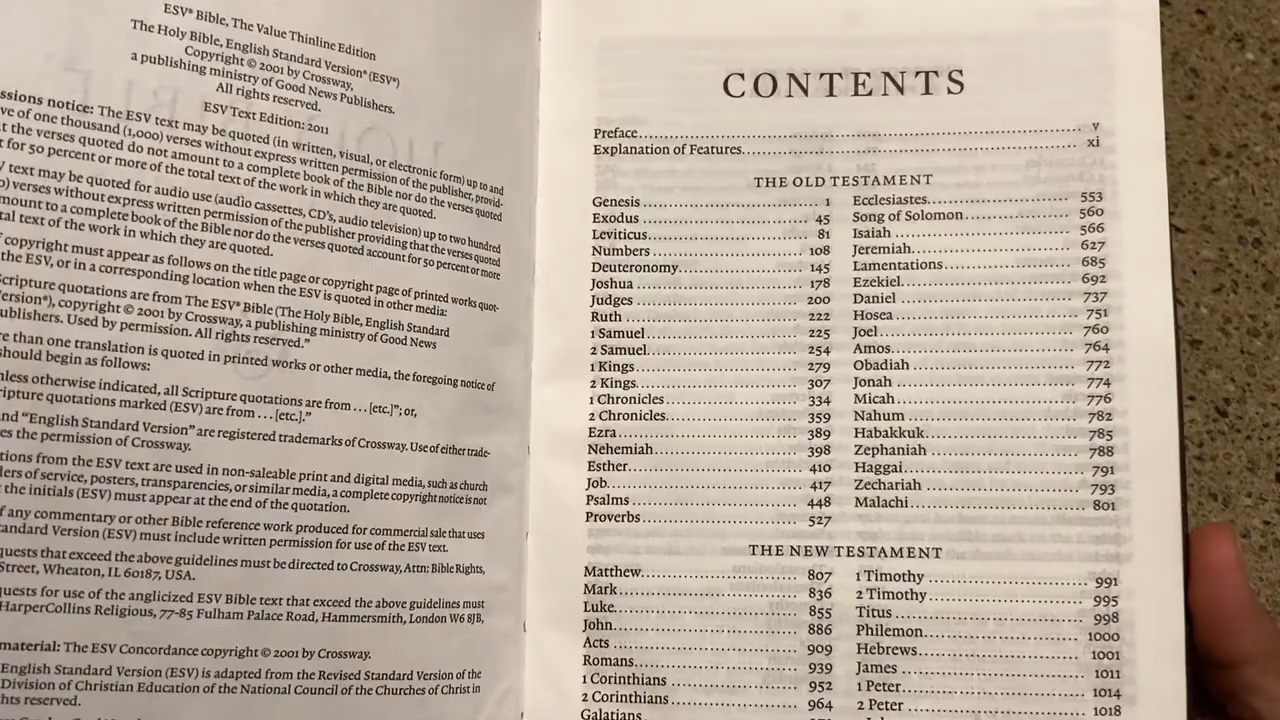 ESV® Bible, The Value Thinline Edition
The Holy Bible, English Standard Version® (ESV®)
Copyright © 2001 by Crossway,
a publishing ministry of Good News Publishers.
All rights reserved.
ESV Text Edition: 2011
ssions notice: The ESV text may be quoted (in written, visual, or electronic form) up to and
ve of one thousand (1,000) verses without express written permission of the publisher, provid-
t the verses quoted do not amount to a complete book of the Bible nor do the verses quoted
t for 50 percent or more of the total text of the work in which they are quoted.
V text may be quoted for audio use (audio cassettes, CD's, audio television) up to two hundred
o) verses without express written permission of the publisher providing that the verses quoted
mount to a complete book of the Bible nor do the verses quoted account for 50 percent or more
tal text of the work in which they are quoted.
f copyright must appear as follows on the title page or copyright page of printed works quot-
the ESV, or in a corresponding location when the ESV is quoted in other media:
Scripture quotations are from The ESV® Bible (The Holy Bible, English Standard
ersion®), copyright © 2001 by Crossway, a publishing ministry of Good News
ublishers. Used by permission. All rights reserved."
re than one translation is quoted in printed works or other media, the foregoing notice of
should begin as follows:
nless otherwise indicated, all Scripture quotations are from . . . [etc.]"; or,
ripture quotations marked (ESV) are from . . . [etc.]."
nd "English Standard Version" are registered trademarks of Crossway. Use of either trade-
es the permission of Crossway.
tions from the ESV text are used in non-saleable print and digital media, such as church
ders of service, posters, transparencies, or similar media, a complete copyright notice is not
the initials (ESV) must appear at the end of the quotation.
f any commentary or other Bible reference work produced for commercial sale that uses
tandard Version (ESV) must include written permission for use of the ESV text.
quests that exceed the above guidelines must be directed to Crossway, Attn: Bible Rights,
Street, Wheaton, IL 60187, USA.
quests for use of the anglicized ESV Bible text that exceed the above guidelines must
HarperCollins Religious, 77-85 Fulham Palace Road, Hammersmith, London W6 8JB,
material: The ESV Concordance copyright © 2001 by Crossway.
English Standard Version (ESV) is adapted from the Revised Standard Version of the
Division of Christian Education of the National Council of the Churches of Christ in
hts reserved.
CONTENTS
Preface v
Explanation of Features xi
THE OLD TESTAMENT
Genesis 1
Exodus 45
Leviticus 81
Numbers 108
Deuteronomy 145
Joshua 178
Judges 200
Ruth 222
1 Samuel 225
2 Samuel 254
1 Kings 279
2 Kings 307
1 Chronicles 334
2 Chronicles 359
Ezra 389
Nehemiah 398
Esther 410
Job 417
Psalms 448
Proverbs 527
Ecclesiastes 553
Song of Solomon 560
Isaiah 566
Jeremiah 627
Lamentations 685
Ezekiel 692
Daniel 737
Hosea 751
Joel 760
Amos 764
Obadiah 772
Jonah 774
Micah 776
Nahum 782
Habakkuk 785
Zephaniah 788
Haggai 791
Zechariah 793
Malachi 801
THE NEW TESTAMENT
Matthew 807
Mark 836
Luke 855
John 886
Acts 909
Romans 939
1 Corinthians 952
2 Corinthians 964
Galatians
1 Timothy 991
2 Timothy 995
Titus 998
Philemon 1000
Hebrews 1001
James 1011
1 Peter 1014
2 Peter 1018